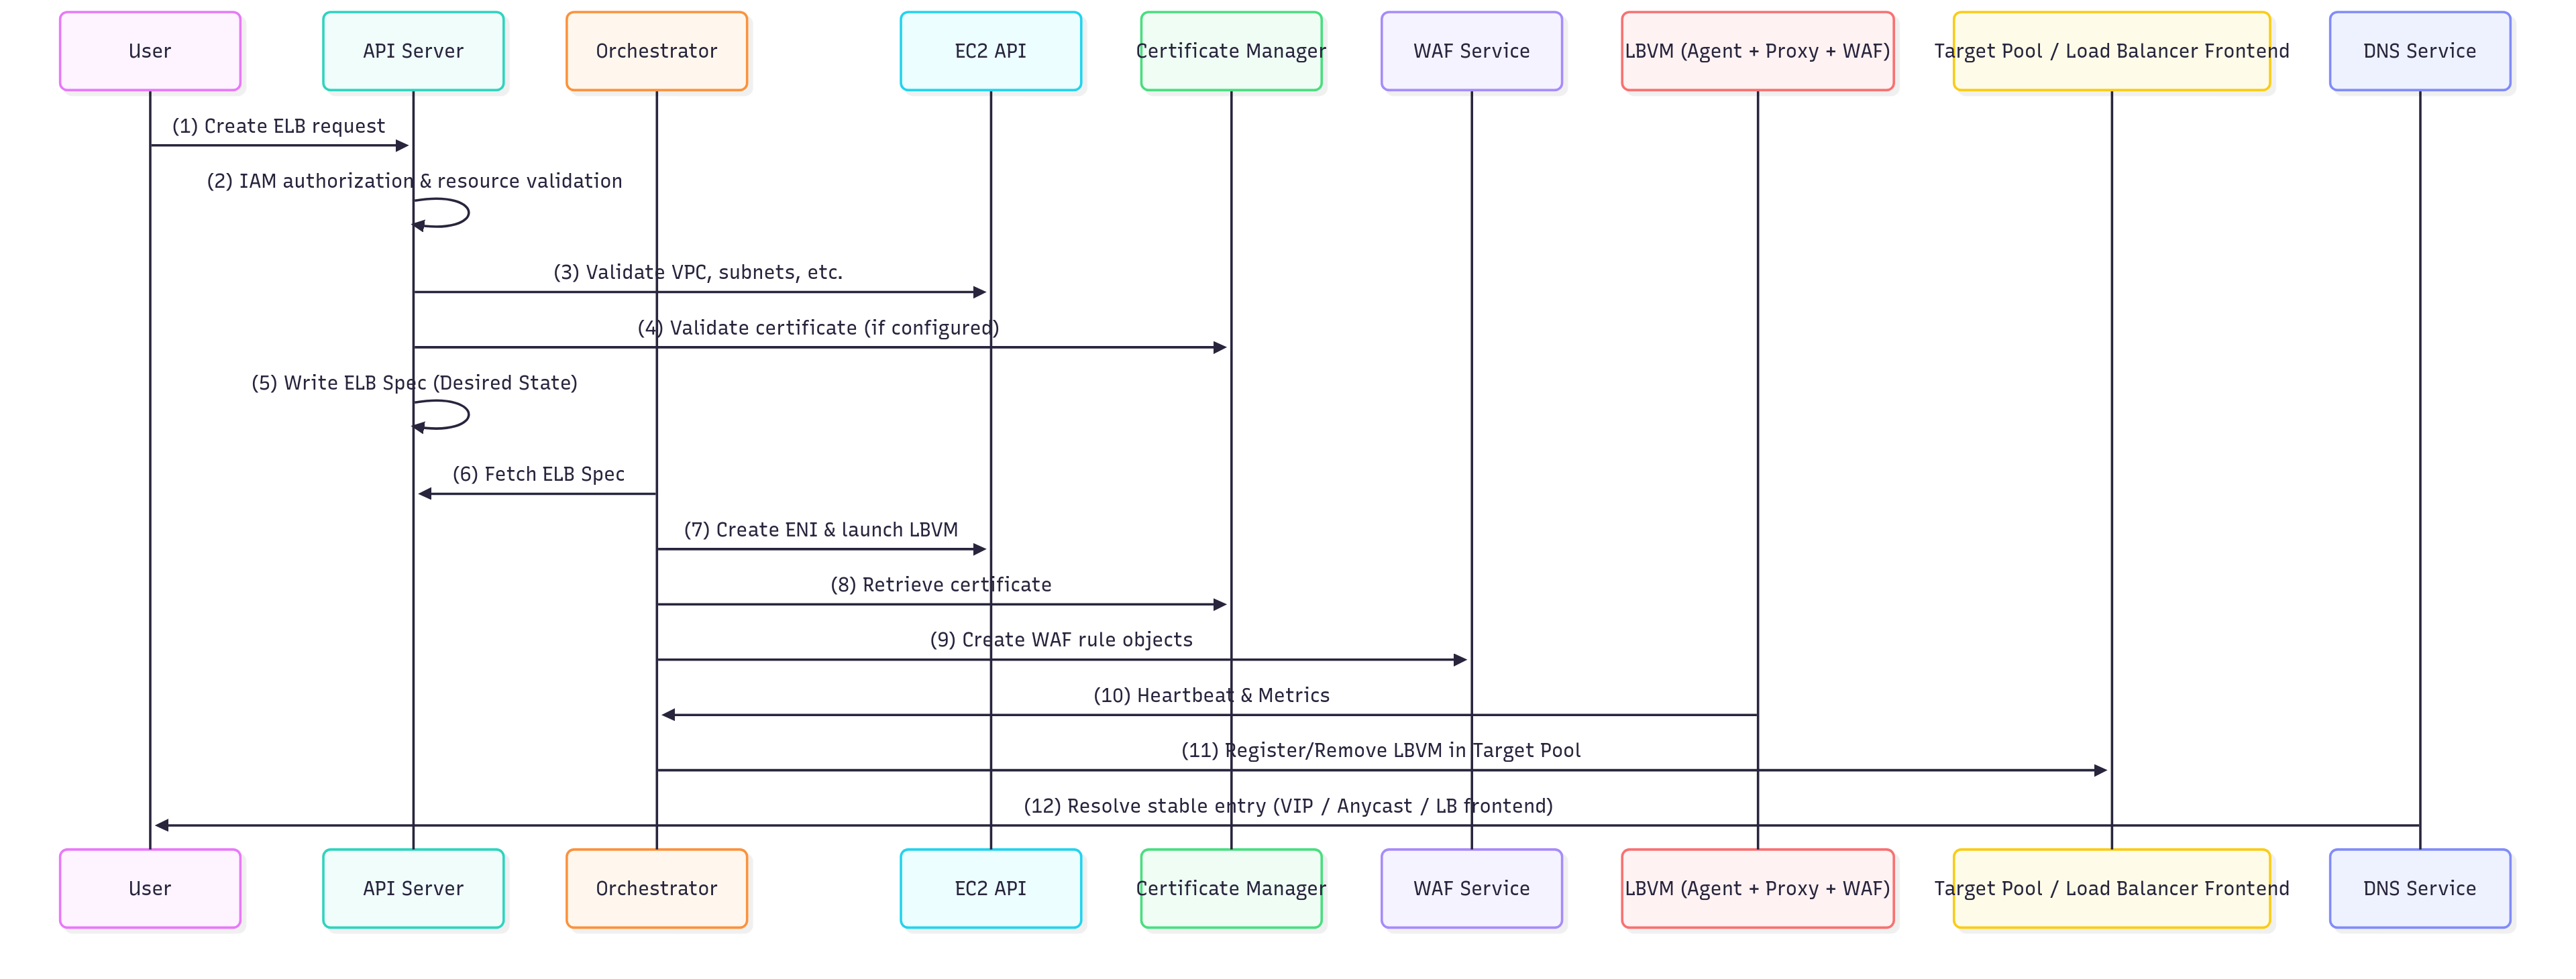 User
API Server
Orchestrator
EC2 API
Certificate Manager
WAF Service
LBVM (Agent + Proxy + WAF)
Target Pool / Load Balancer Frontend
DNS Service
(1) Create ELB request
(2) IAM authorization & resource validation
(3) Validate VPC, subnets, etc.
(4) Validate certificate (if configured)
(5) Write ELB Spec (Desired State)
(6) Fetch ELB Spec
(7) Create ENI & launch LBVM
(8) Retrieve certificate
(9) Create WAF rule objects
(10) Heartbeat & Metrics
(11) Register/Remove LBVM in Target Pool
(12) Resolve stable entry (VIP / Anycast / LB frontend)
User
API Server
Orchestrator
EC2 API
Certificate Manager
WAF Service
LBVM (Agent + Proxy + WAF)
Target Pool / Load Balancer Frontend
DNS Service